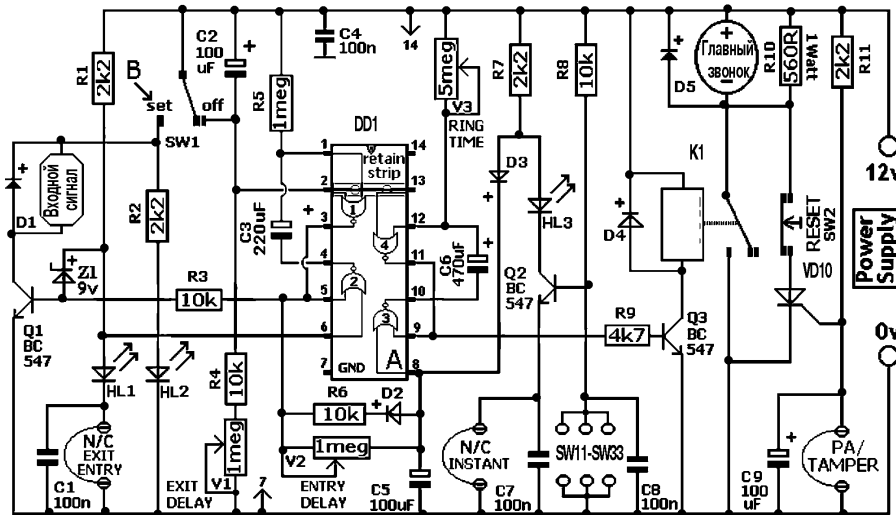 C2
100
uF
C4
100n
14
R1
2k2
B
set
off
SW1
R5
1meg
5meg
V3
RING
TIME
R7
2k2
R8
10k
D5
Главный
звонок
R10
560R
1Watt
R11
2k2
12v
DD1
retain
strip
1
2
3
4
5
6
7
14
13
12
11
10
9
8
1
2
3
4
GND
A
D1
Входной
сигнал
R2
2k2
C3
220uF
C6
470uF
D3
HL3
K1
D4
RESET
SW2
Power
Supply
Z1
9v
R3
10k
Q2
BC
547
VD10
Q1
BC
547
R9
4k7
Q3
BC
547
0v
HL1
HL2
R4
10k
R6
10k
D2
N/C
EXIT
ENTRY
C1
100n
1meg
V1
EXIT
DELAY
7
V2
1meg
ENTRY
DELAY
C5
100uF
N/C
INSTANT
C7
100n
SW11-SW33
C8
100n
C9
100
uF
PA/
TAMPER